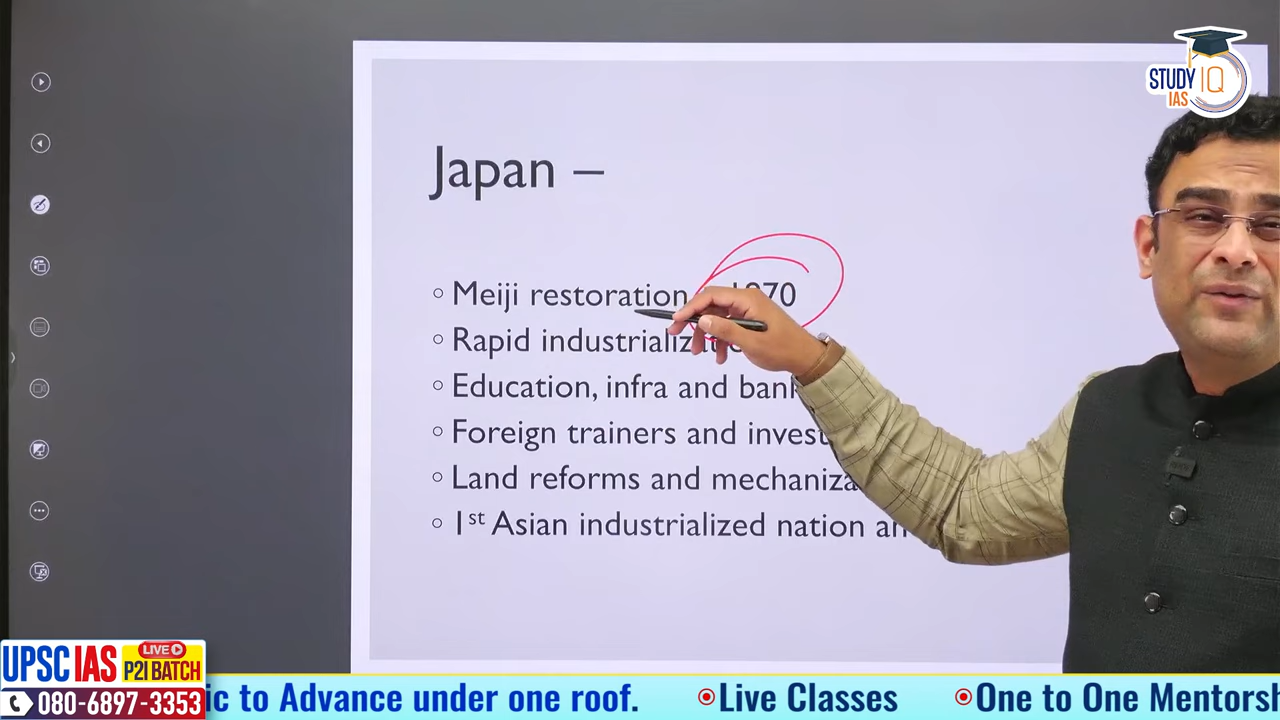 STUDY IQ
IAS
Japan –
Meiji restoration 1870
Rapid industrializatio
Education, infra and bank
Foreign trainers and invest
Land reforms and mechaniza
1st Asian industrialized nation an
UPSC IAS LIVE P2I BATCH
080-6897-3353
ic to Advance under one roof. Live Classes One to One Mentorsh